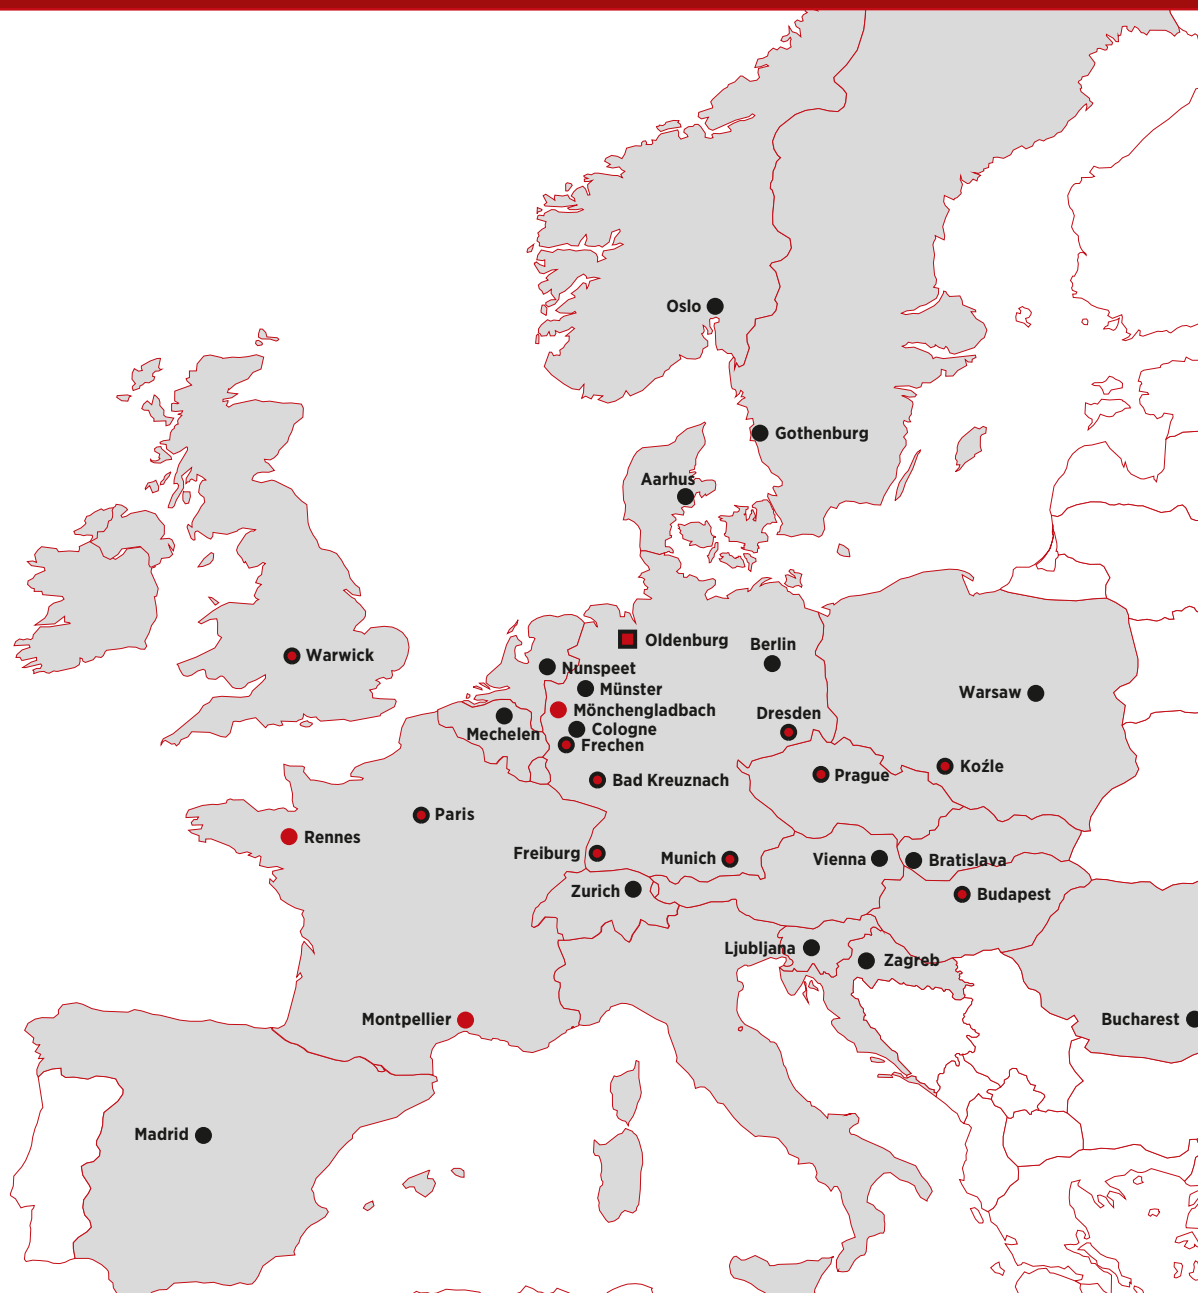 Oslo
Gothenburg
Aarhus
Oldenburg
Berlin
Warwick
Nunspeet
Münster
Warsaw
Mönchengladbach
Dresden
Cologne
Mechelen
Frechen
Koźle
Prague
Bad Kreuznach
Paris
Rennes
Freiburg
Munich
Vienna
Bratislava
Zurich
Budapest
Ljubljana
Zagreb
Montpellier
Bucharest
Madrid